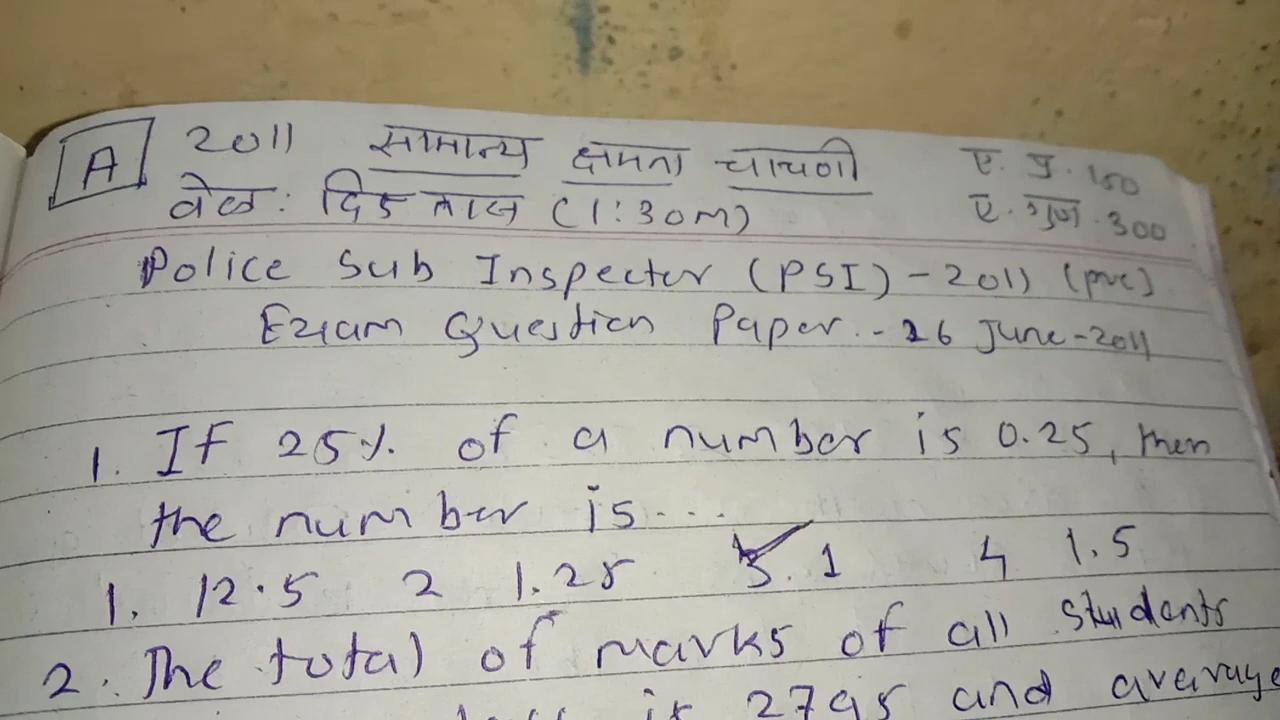 A 2011 सामान्य क्षमता चाचणी ए. प्र. 150
वेळ: दिड तास (1:30M) ए. गुण. 300
Police Sub Inspector (PSI) - 2011 (pre)
Exam Question Paper.. - 26 June - 2011
1. If 25% of a number is 0.25, then
the number is...
1. 12.5 2 1.25 3. 1 4 1.5
2. The total of marks of all students
is 2795 and average